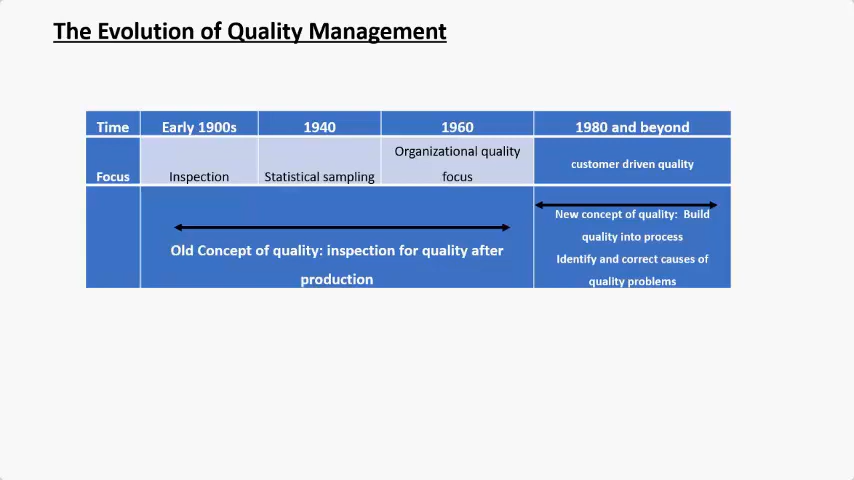 The Evolution of Quality Management
Time Early 1900s 1940 1960 1980 and beyond
Focus Inspection Statistical sampling Organizational quality focus customer driven quality
Old Concept of quality: inspection for quality after
production
New concept of quality: Build
quality into process
Identify and correct causes of
quality problems